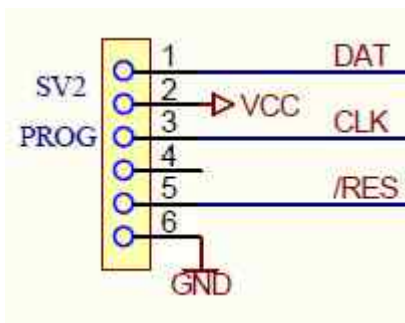 1 DAT
SV2 2 VCC
PROG 3 CLK
4
5 /RES
6
GND